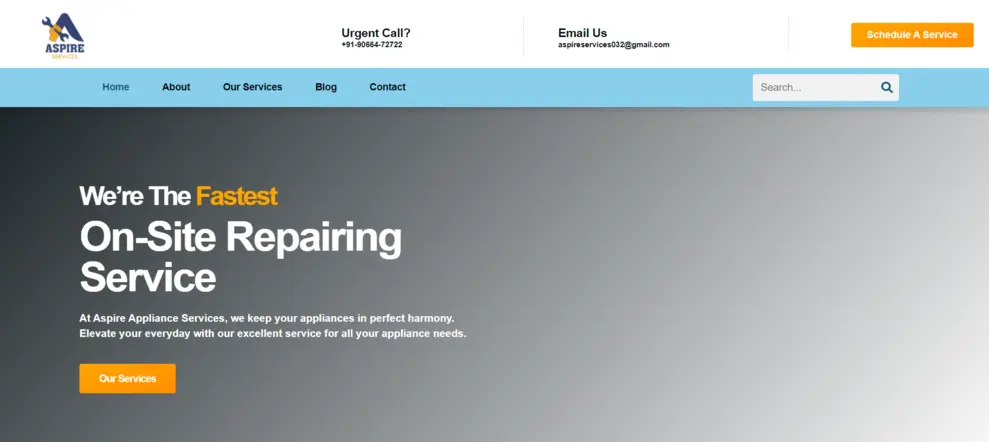 ASPIRE
SERVICES
Urgent Call?
+91-90664-72722
Email Us
aspireservices032@gmail.com
Schedule A Service
Home
About
Our Services
Blog
Contact
Search...
We're The Fastest
On-Site Repairing
Service
At Aspire Appliance Services, we keep your appliances in perfect harmony.
Elevate your everyday with our excellent service for all your appliance needs.
Our Services